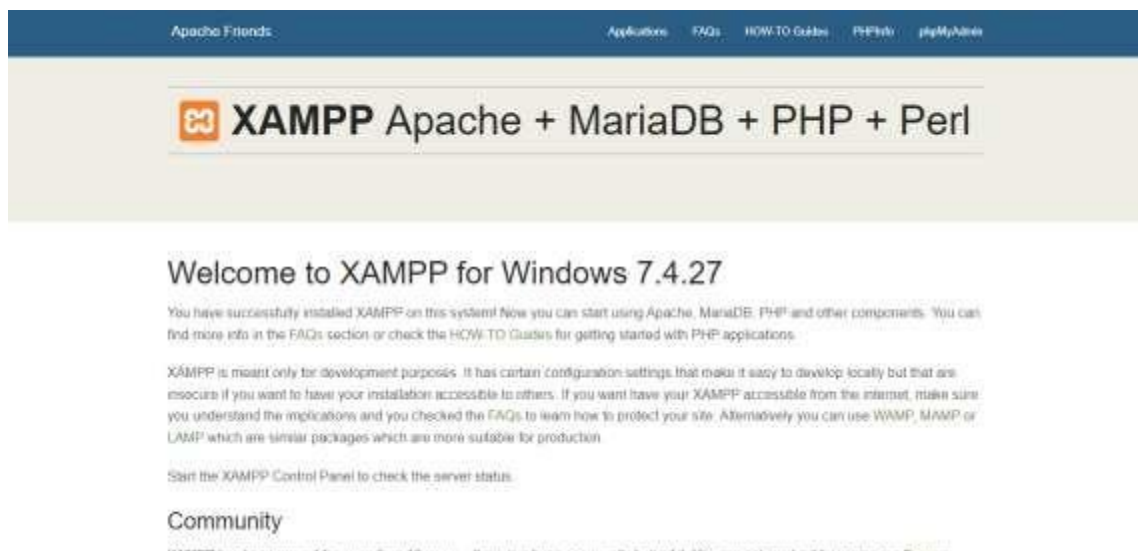 Apache Friends
Applications FAQs HOW-TO Guides PHPInfo phpMyAdmin
XAMPP Apache + MariaDB + PHP + Perl
Welcome to XAMPP for Windows 7.4.27
You have successfully installed XAMPP on this system! Now you can start using Apache, MariaDB, PHP and other components. You can
find more info in the FAQs section or check the HOW-TO Guides for getting started with PHP applications.
XAMPP is meant only for development purposes. It has certain configuration settings that make it easy to develop locally but that are
insecure if you want to have your installation accessible to others. If you want have your XAMPP accessible from the internet, make sure
you understand the implications and you checked the FAQs to learn how to protect your site. Alternatively you can use WAMP, MAMP or
LAMP which are similar packages which are more suitable for production.
Start the XAMPP Control Panel to check the server status.
Community